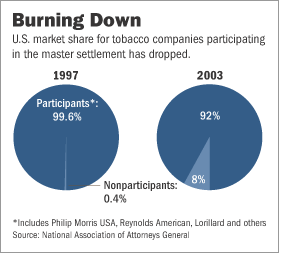 Burning Down
U.S. market share for tobacco companies participating
in the master settlement has dropped.
1997
2003
Participants*:
99.6%
92%
8%
Nonparticipants:
0.4%
*Includes Philip Morris USA, Reynolds American, Lorillard and others
Source: National Association of Attorneys General